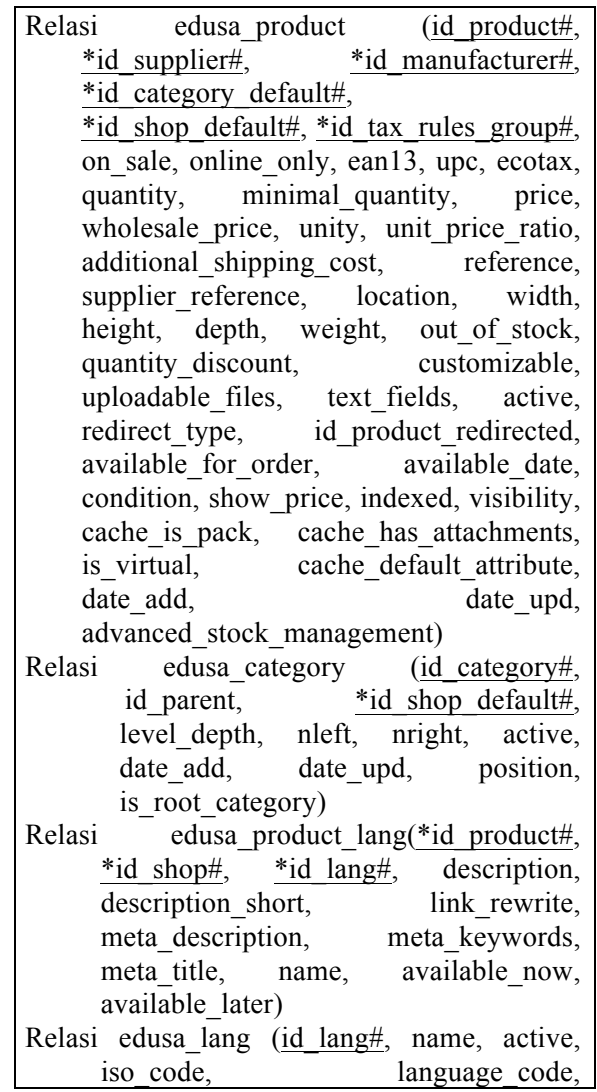 Relasi edusa_product (id_product#,
*id_supplier#, *id_manufacturer#,
*id_category_default#,
*id_shop_default#, *id_tax_rules_group#,
on_sale, online_only, ean13, upc, ecotax,
quantity, minimal_quantity, price,
wholesale_price, unity, unit_price_ratio,
additional_shipping_cost, reference,
supplier_reference, location, width,
height, depth, weight, out_of_stock,
quantity_discount, customizable,
uploadable_files, text_fields, active,
redirect_type, id_product_redirected,
available_for_order, available_date,
condition, show_price, indexed, visibility,
cache_is_pack, cache_has_attachments,
is_virtual, cache_default_attribute,
date_add, date_upd,
advanced_stock_management)
Relasi edusa_category (id_category#,
id_parent, *id_shop_default#,
level_depth, nleft, nright, active,
date_add, date_upd, position,
is_root_category)
Relasi edusa_product_lang(*id_product#,
*id_shop#, *id_lang#, description,
description_short, link_rewrite,
meta_description, meta_keywords,
meta_title, name, available_now,
available_later)
Relasi edusa_lang (id_lang#, name, active,
iso_code, language_code,